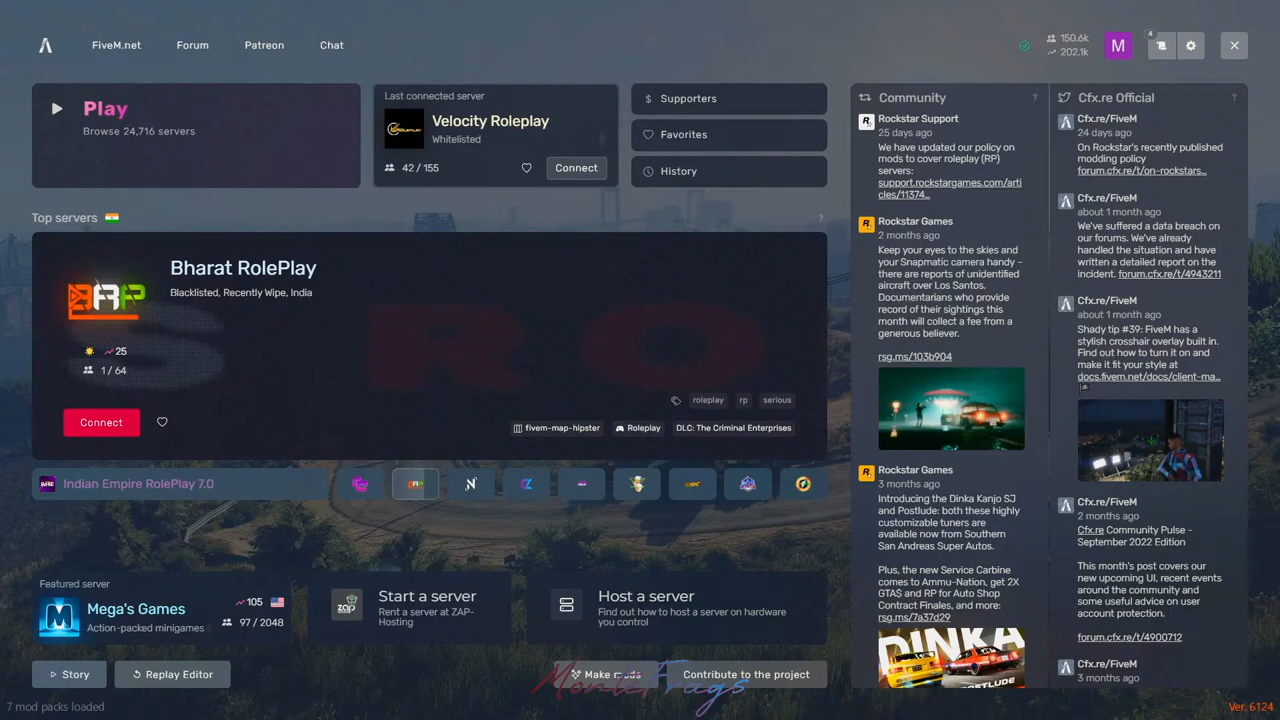 FiveM.net
Forum
Patreon
Chat
150.6k
202.1k
M
4
Play
Browse 24,716 servers
Last connected server
ROLEPLAY
Velocity Roleplay
Whitelisted
42 / 155
Connect
$ Supporters
Favorites
History
Top servers
?
BRP
Bharat RolePlay
Blacklisted, Recently Wipe, India
S RO
25
1 / 64
Connect
roleplay
rp
serious
fivem-map-hipster
Roleplay
DLC: The Criminal Enterprises
Indian Empire RolePlay 7.0
Featured server
Mega's Games
Action-packed minigames
105
97 / 2048
ZAP
Start a server
Rent a server at ZAP-
Hosting
Host a server
Find out how to host a server on hardware
you control
Story
Replay Editor
Make mods
Contribute to the project
MonteFrags
7 mod packs loaded
Community
?
Rockstar Support
25 days ago
We have updated our policy on
mods to cover roleplay (RP)
servers:
support.rockstargames.com/arti
cles/11374…
Rockstar Games
2 months ago
Keep your eyes to the skies and
your Snapmatic camera handy –
there are reports of unidentified
aircraft over Los Santos.
Documentarians who provide
record of their sightings this
month will collect a fee from a
generous believer.
rsg.ms/103b904
Rockstar Games
3 months ago
Introducing the Dinka Kanjo SJ
and Postlude: both these highly
customizable tuners are
available now from Southern
San Andreas Super Autos.
Plus, the new Service Carbine
comes to Ammu-Nation, get 2X
GTA$ and RP for Auto Shop
Contract Finales, and more:
rsg.ms/7a37d29
DINKA
POSTLUDE
Cfx.re Official
?
Cfx.re/FiveM
24 days ago
On Rockstar's recently published
modding policy
forum.cfx.re/t/on-rockstars…
Cfx.re/FiveM
about 1 month ago
We've suffered a data breach on
our forums. We've already
handled the situation and have
written a detailed report on the
incident. forum.cfx.re/t/4943211
Cfx.re/FiveM
about 1 month ago
Shady tip #39: FiveM has a
stylish crosshair overlay built in.
Find out how to turn it on and
make it fit your style at
docs.fivem.net/docs/client-ma…
Cfx.re/FiveM
2 months ago
Cfx.re Community Pulse –
September 2022 Edition
This month's post covers our
new upcoming UI, recent events
around the community and
some useful advice on user
account protection.
forum.cfx.re/t/4900712
Cfx.re/FiveM
3 months ago
Ver. 6124